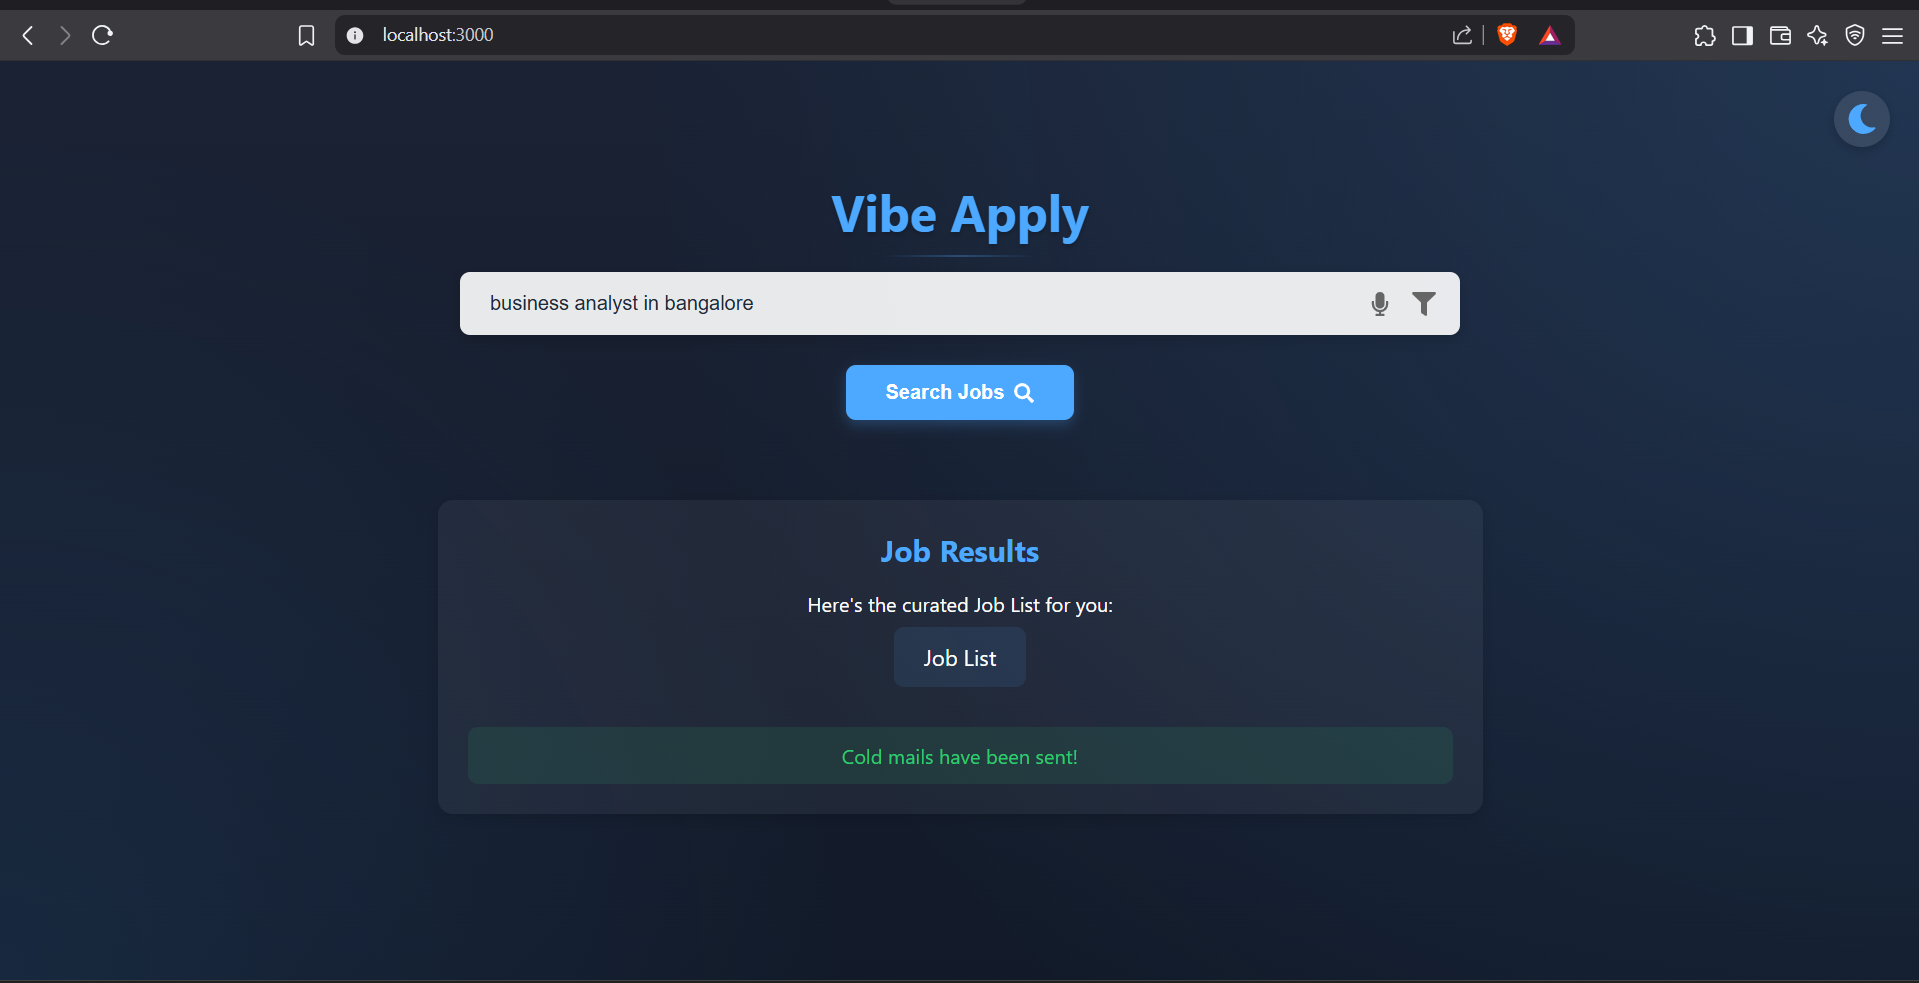 localhost:3000
Vibe Apply
business analyst in bangalore
Search Jobs
Job Results
Here's the curated Job List for you:
Job List
Cold mails have been sent!